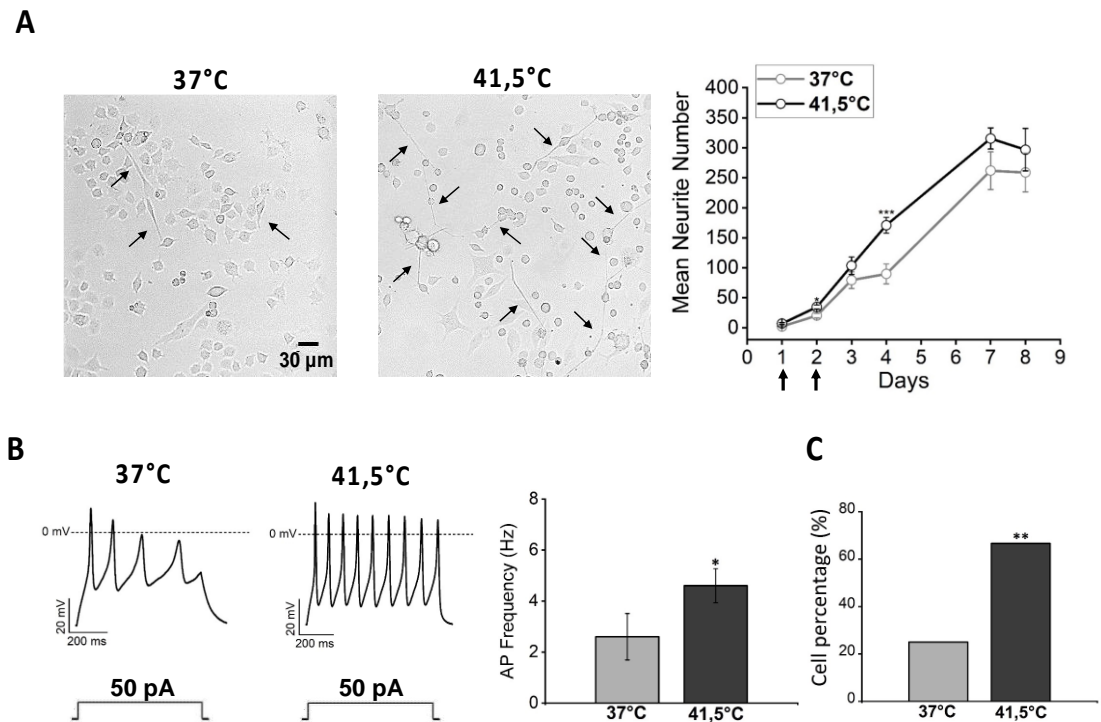 A
37°C
41,5°C
30 µm
37°C
41,5°C
Mean Neurite Number
400
350
300
250
200
150
100
50
0
***
*
0 1 2 3 4 5 6 7 8 9
Days
B
37°C
41,5°C
0 mV
0 mV
20 mV
200 ms
20 mV
200 ms
50 pA
50 pA
AP Frequency (Hz)
8
6
4
2
0
*
37°C
41,5°C
C
Cell percentage (%)
80
60
40
20
0
**
37°C
41,5°C